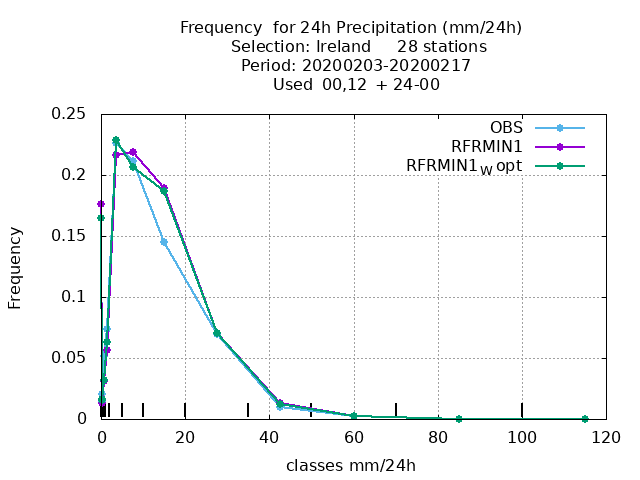 Frequency  for 24h Precipitation (mm/24h)
Selection: Ireland     28 stations
Period: 20200203-20200217
Used  00,12  + 24-00
OBS
RFRMIN1
RFRMIN1W opt
Frequency
0.25
0.2
0.15
0.1
0.05
0
0 20 40 60 80 100 120
classes mm/24h